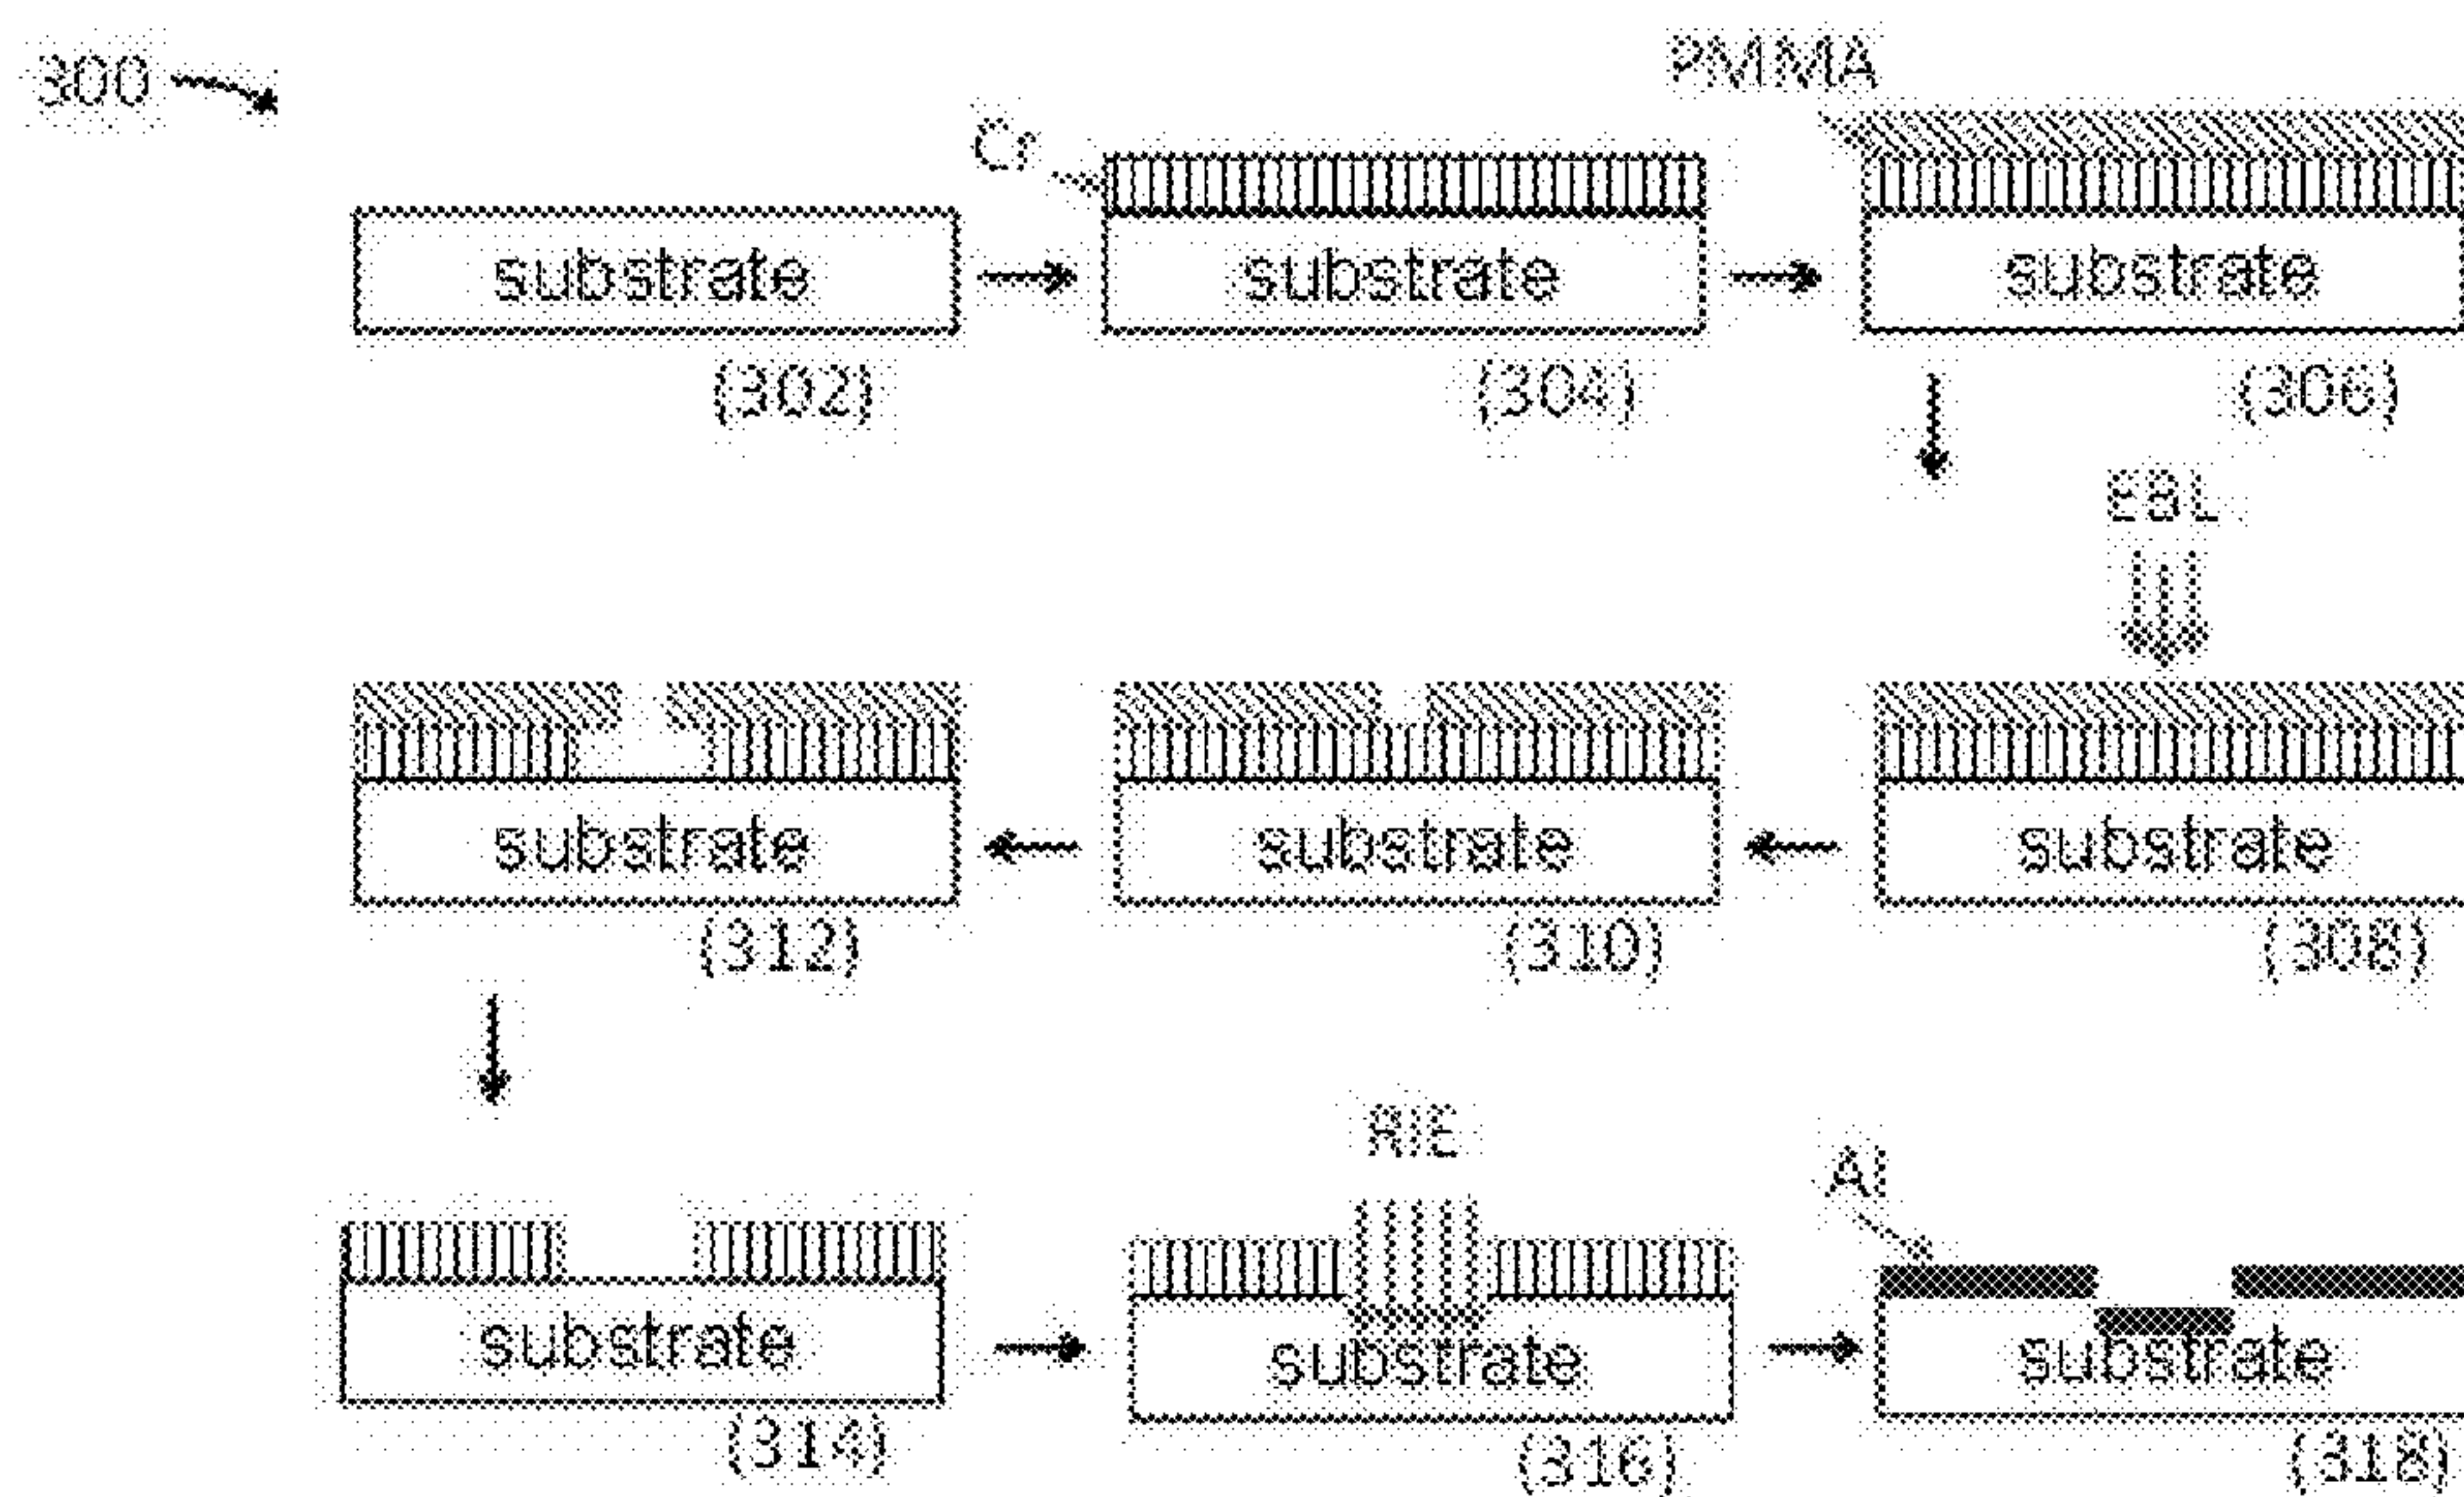 300
PMMA
Cr
substrate
substrate
substrate
(302)
(304)
(306)
EBL
substrate
substrate
substrate
(312)
(310)
(308)
RIE
Al
substrate
substrate
substrate
(314)
(316)
(318)